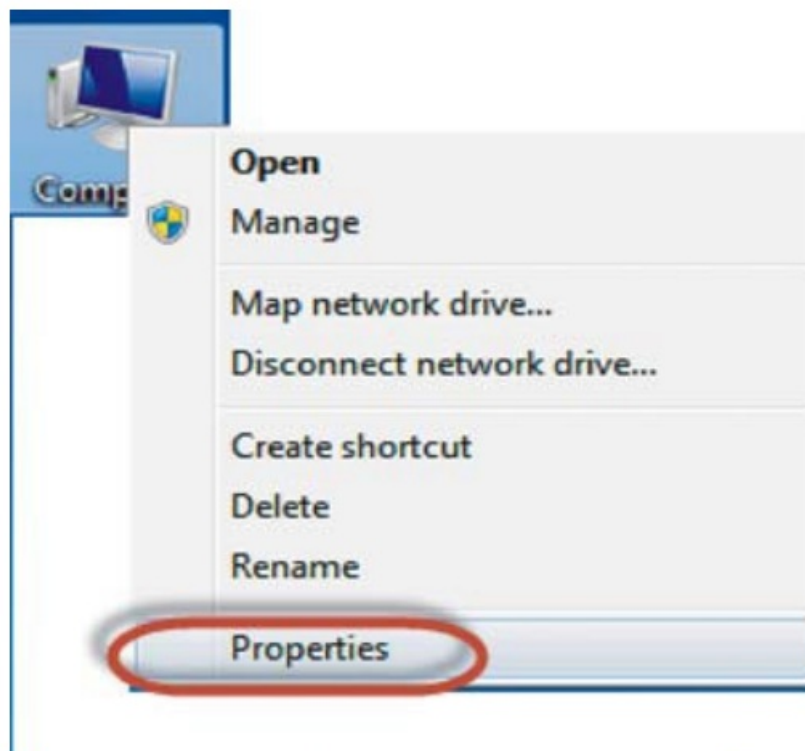 Comp
Open
Manage
Map network drive...
Disconnect network drive...
Create shortcut
Delete
Rename
Properties